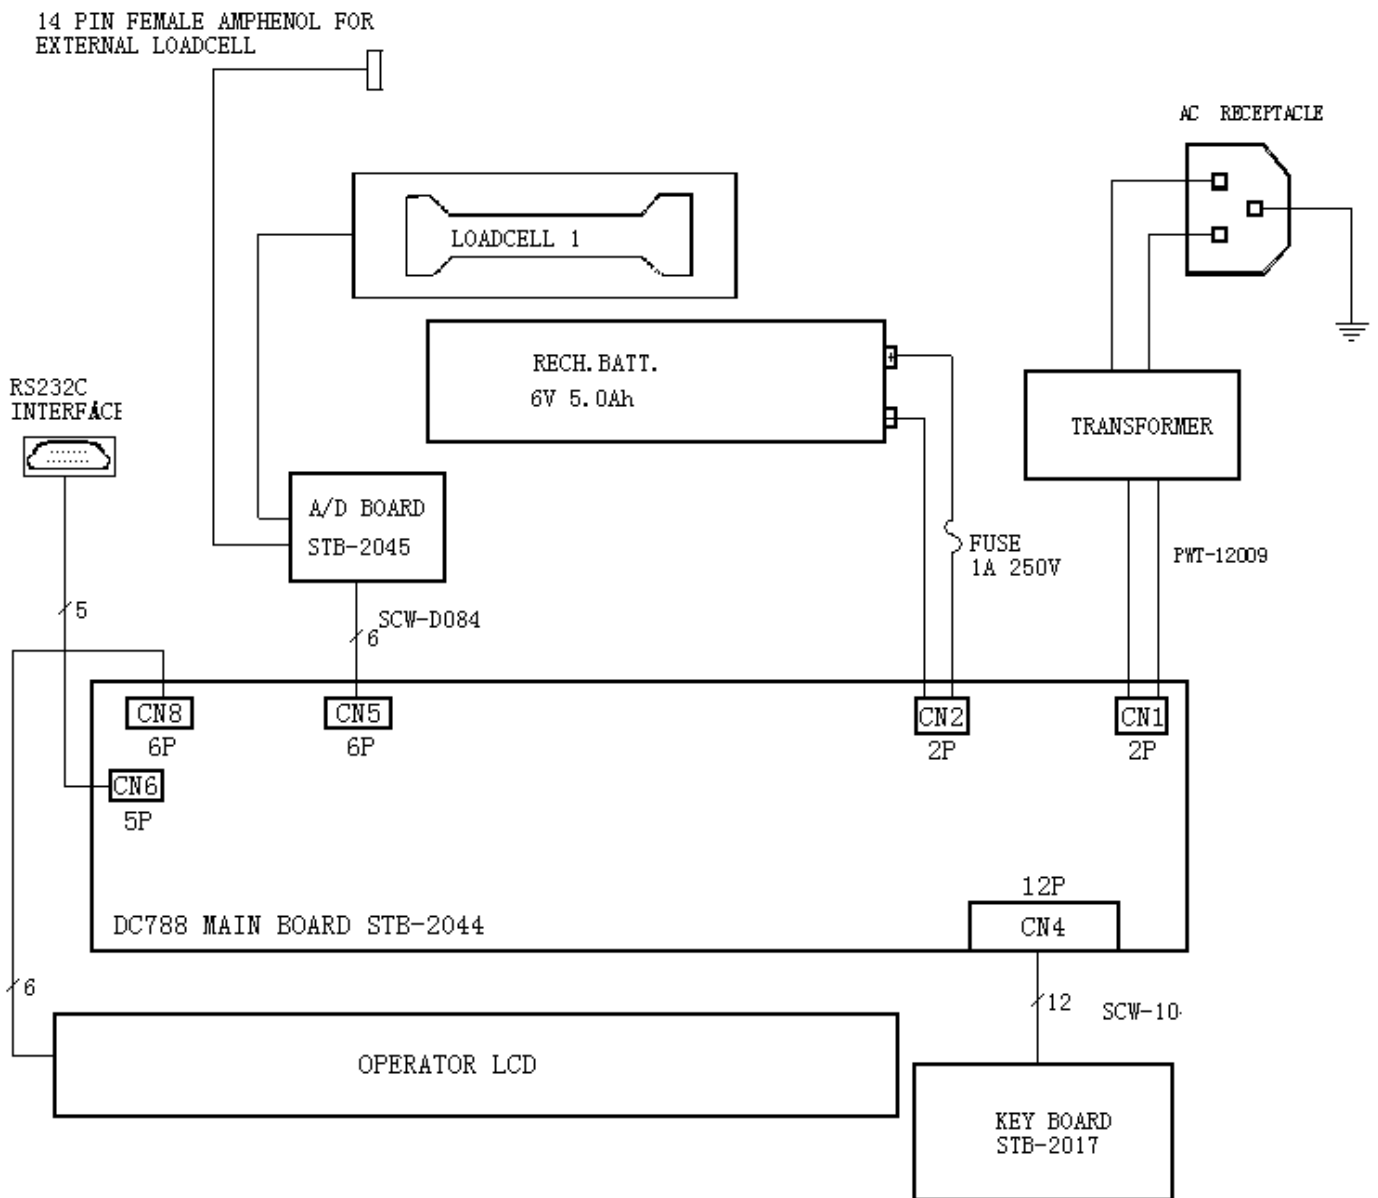 14 PIN FEMALE AMPHENOL FOR
EXTERNAL LOADCELL
AC RECEPTACLE
LOADCELL 1
RECH.BATT.
6V 5.0Ah
+
RS232C
INTERFACE
TRANSFORMER
A/D BOARD
STB-2045
FUSE
1A 250V
PWT-12009
5
SCW-D084
6
CN8
6P
CN5
6P
CN2
2P
CN1
2P
CN6
5P
12P
CN4
DC788 MAIN BOARD STB-2044
6
12
SCW-10
OPERATOR LCD
KEY BOARD
STB-2017